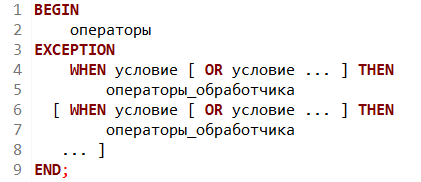 1 BEGIN
2     операторы
3 EXCEPTION
4     WHEN условие [ OR условие ... ] THEN
5         операторы_обработчика
6   [ WHEN условие [ OR условие ... ] THEN
7         операторы_обработчика
8    ... ]
9 END;